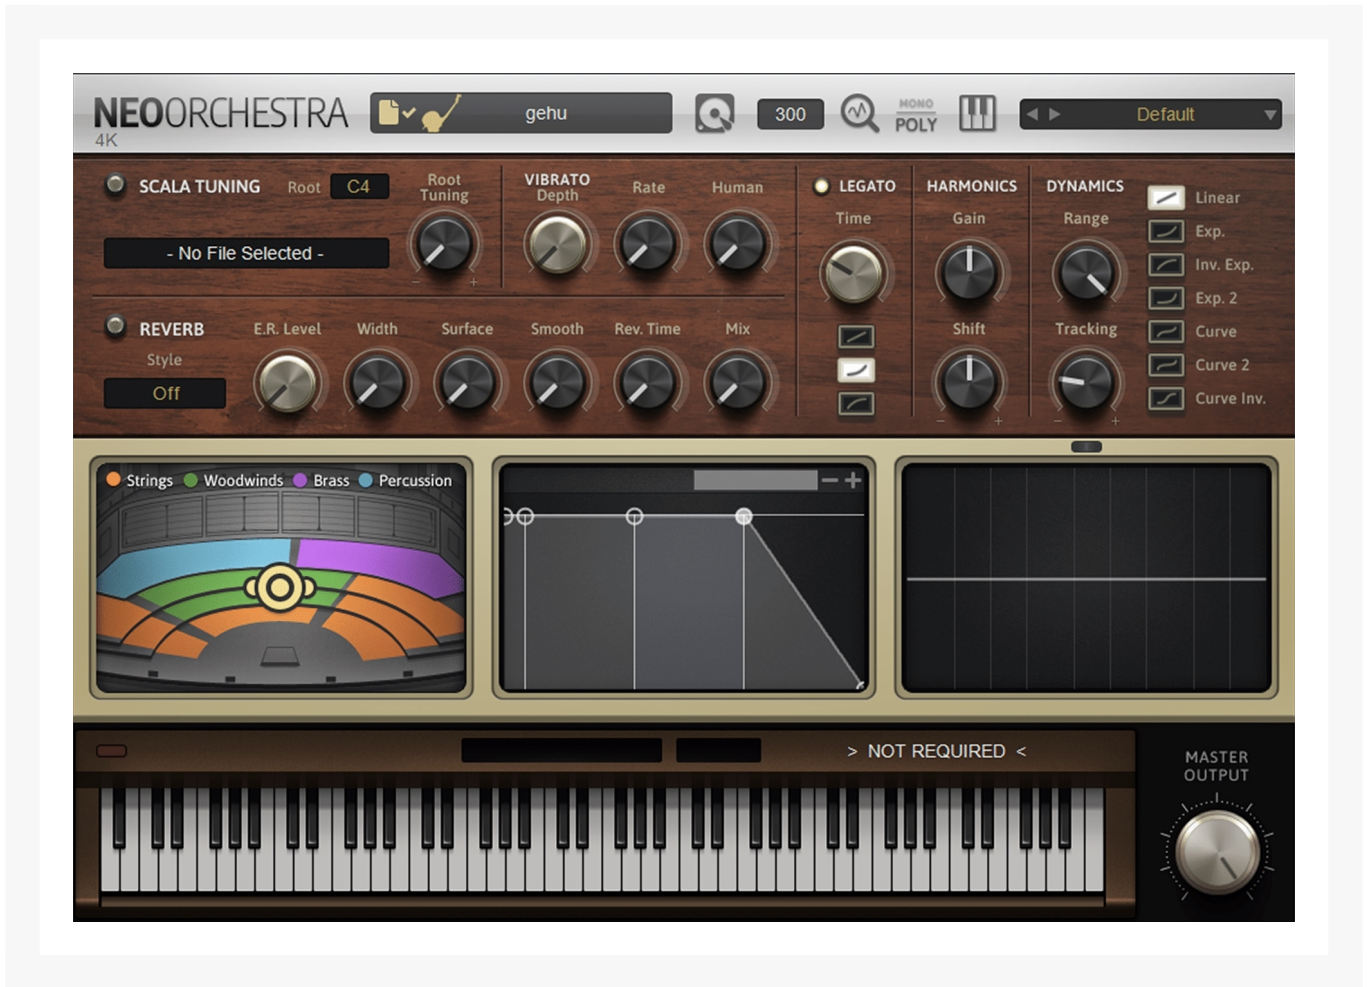 NEOORCHESTRA
4K
gehu
300
MONO
POLY
Default
SCALA TUNING
Root
C4
Root
Tuning
- No File Selected -
VIBRATO
Depth
Rate
Human
LEGATO
Time
HARMONICS
Gain
Shift
DYNAMICS
Range
Tracking
Linear
Exp.
Inv. Exp.
Exp. 2
Curve
Curve 2
Curve Inv.
REVERB
Style
Off
E.R. Level
Width
Surface
Smooth
Rev. Time
Mix
Strings
Woodwinds
Brass
Percussion
> NOT REQUIRED <
MASTER
OUTPUT